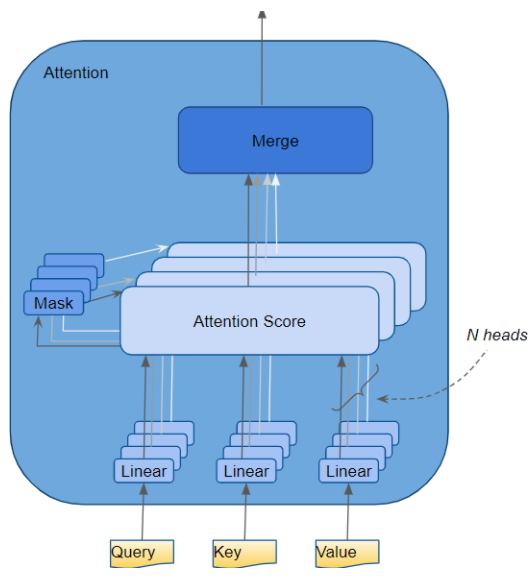 Attention
Merge
Mask
Attention Score
N heads
Linear
Linear
Linear
Query
Key
Value